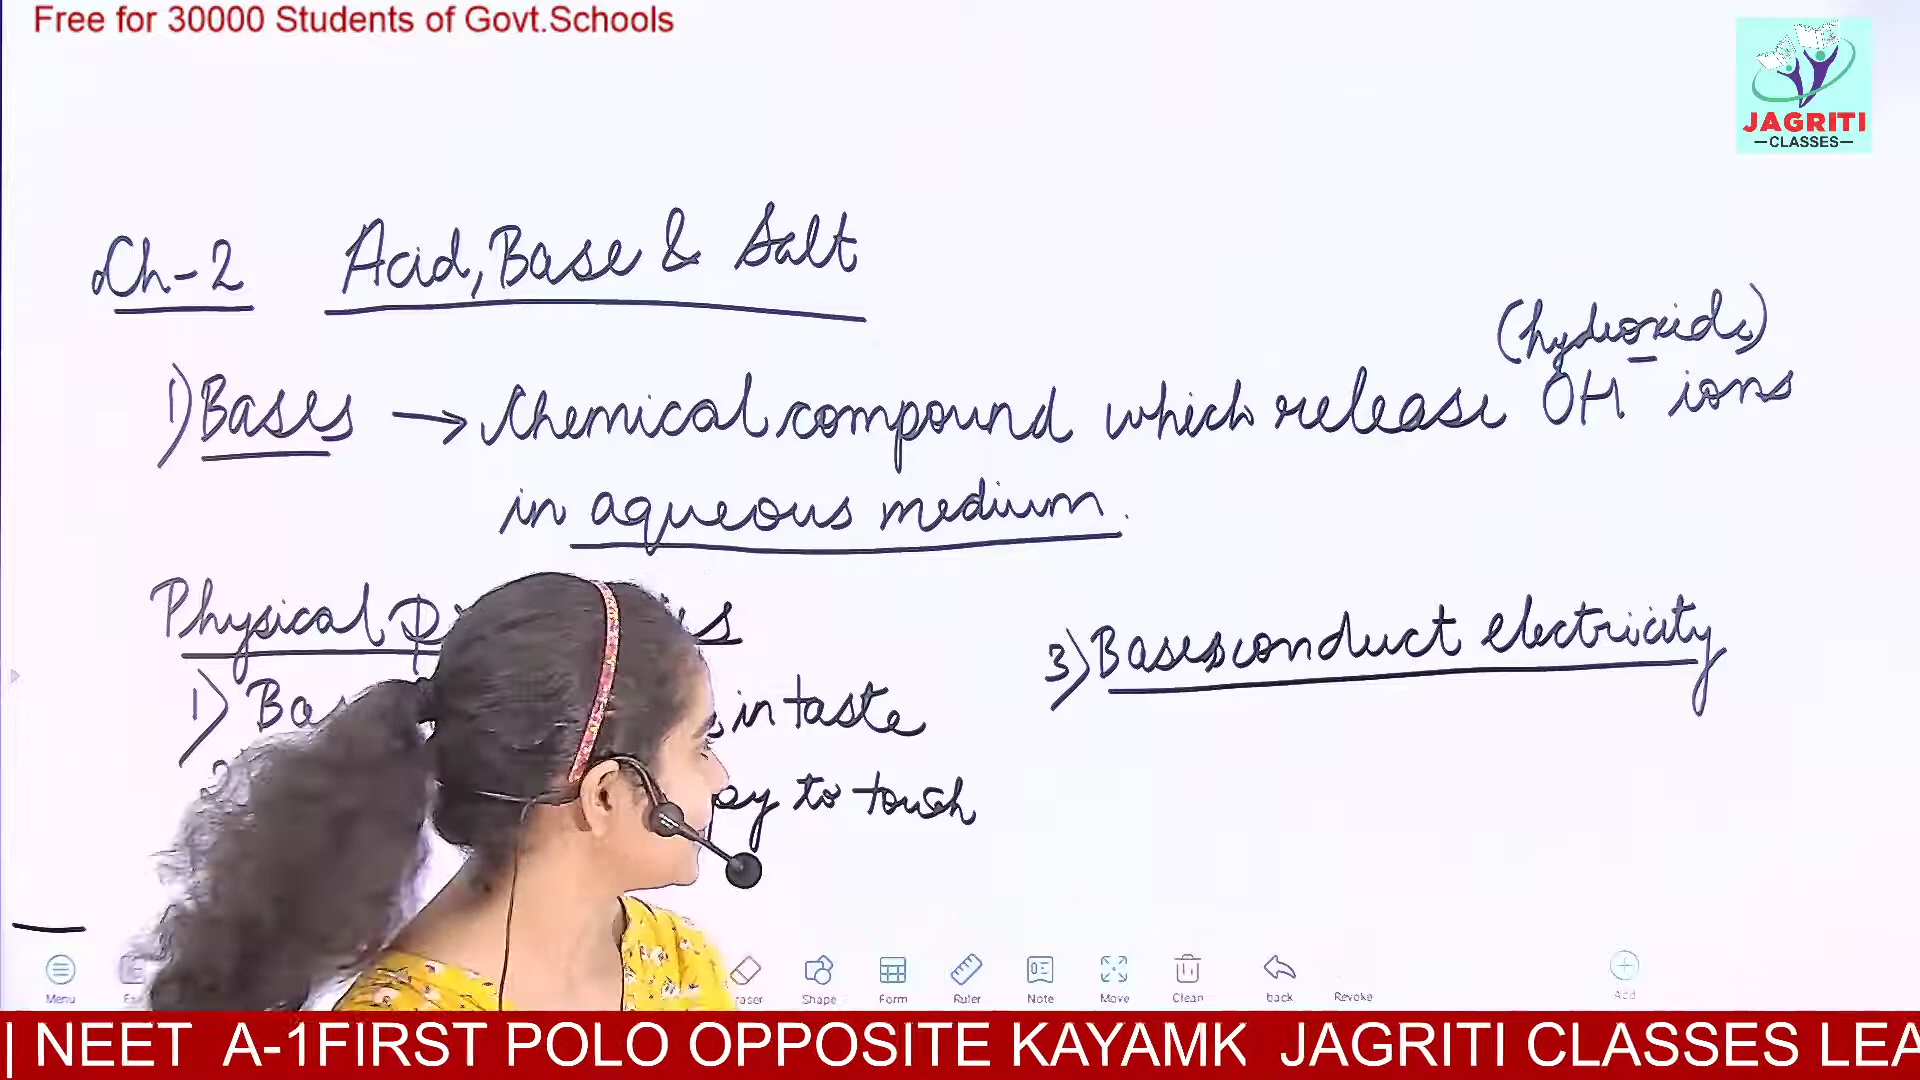 Free for 30000 Students of Govt.Schools
JAGRITI
CLASSES
Ch-2 Acid, Base & Salt
(hydroxide)
1) Bases → Chemical compound which release OH⁻ ions
in aqueous medium.
Physical
1) in taste
to touch
3) Bases conduct electricity
Menu
Shape
Form
Ruler
Note
Move
Clean
back
Revoke
Add
| NEET A-1FIRST POLO OPPOSITE KAYAMK JAGRITI CLASSES LEA